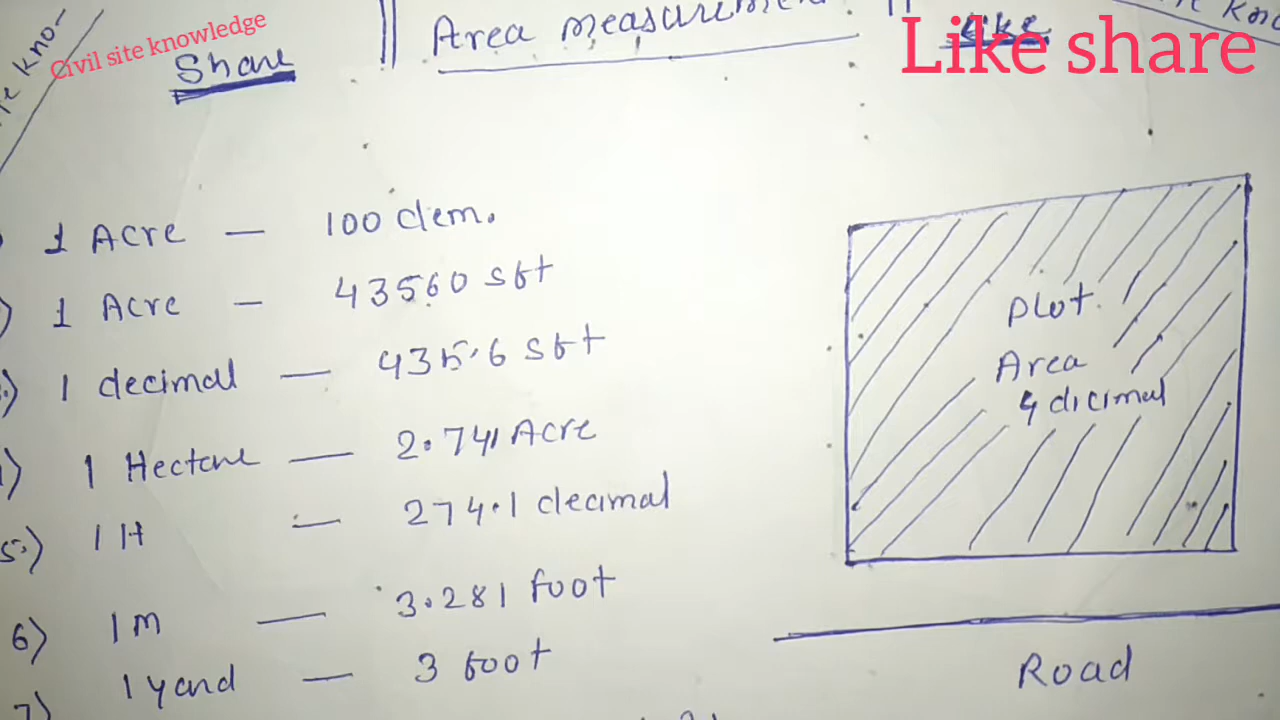 Civil site knowledge
Share
|| Area measurement. ||
Like
Like share
1 Acre — 100 dem.
1 Acre — 43560 sft
1 decimal — 435.6 sft
1 Hectare — 2.741 Acre
5.) 1 H — 274.1 decimal
6) 1 m — 3.281 foot
7) 1 yard — 3 foot
Plot.
Area
4 dicimal
Road